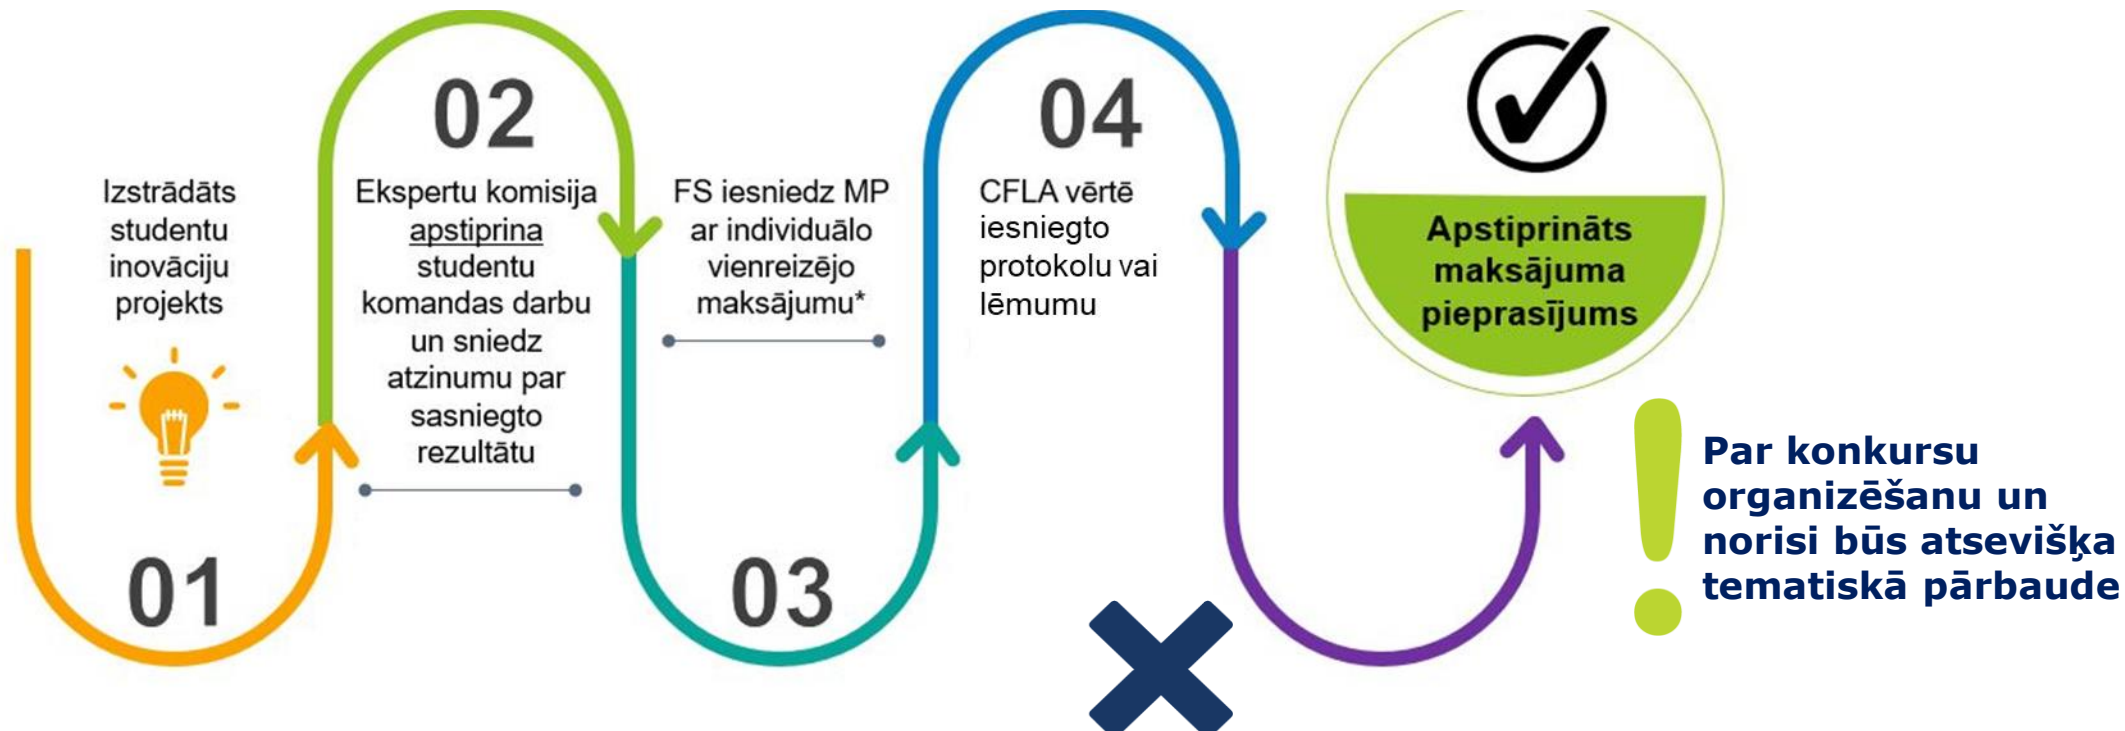 01
Izstrādāts
studentu
inovāciju
projekts
02
Ekspertu komisija
apstiprina
studentu
komandas darbu
un sniedz
atzinumu par
sasniegto
rezultātu
03
FS iesniedz MP
ar individuālo
vienreizējo
maksājumu*
04
CFLA vērtē
iesniegto
protokolu vai
lēmumu
Apstiprināts
maksājuma
pieprasījums
Par konkursu
organizēšanu un
norisi būs atsevišķa
tematiskā pārbaude